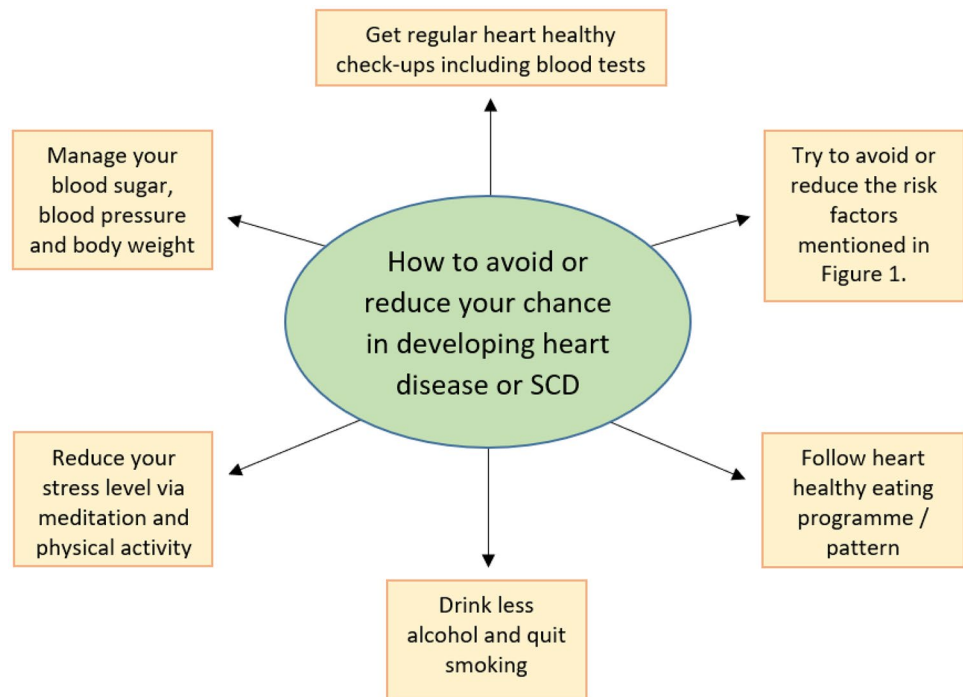 Get regular heart healthy
check-ups including blood tests
Manage your
blood sugar,
blood pressure
and body weight
Try to avoid or
reduce the risk
factors
mentioned in
Figure 1.
How to avoid or
reduce your chance
in developing heart
disease or SCD
Reduce your
stress level via
meditation and
physical activity
Follow heart
healthy eating
programme /
pattern
Drink less
alcohol and quit
smoking